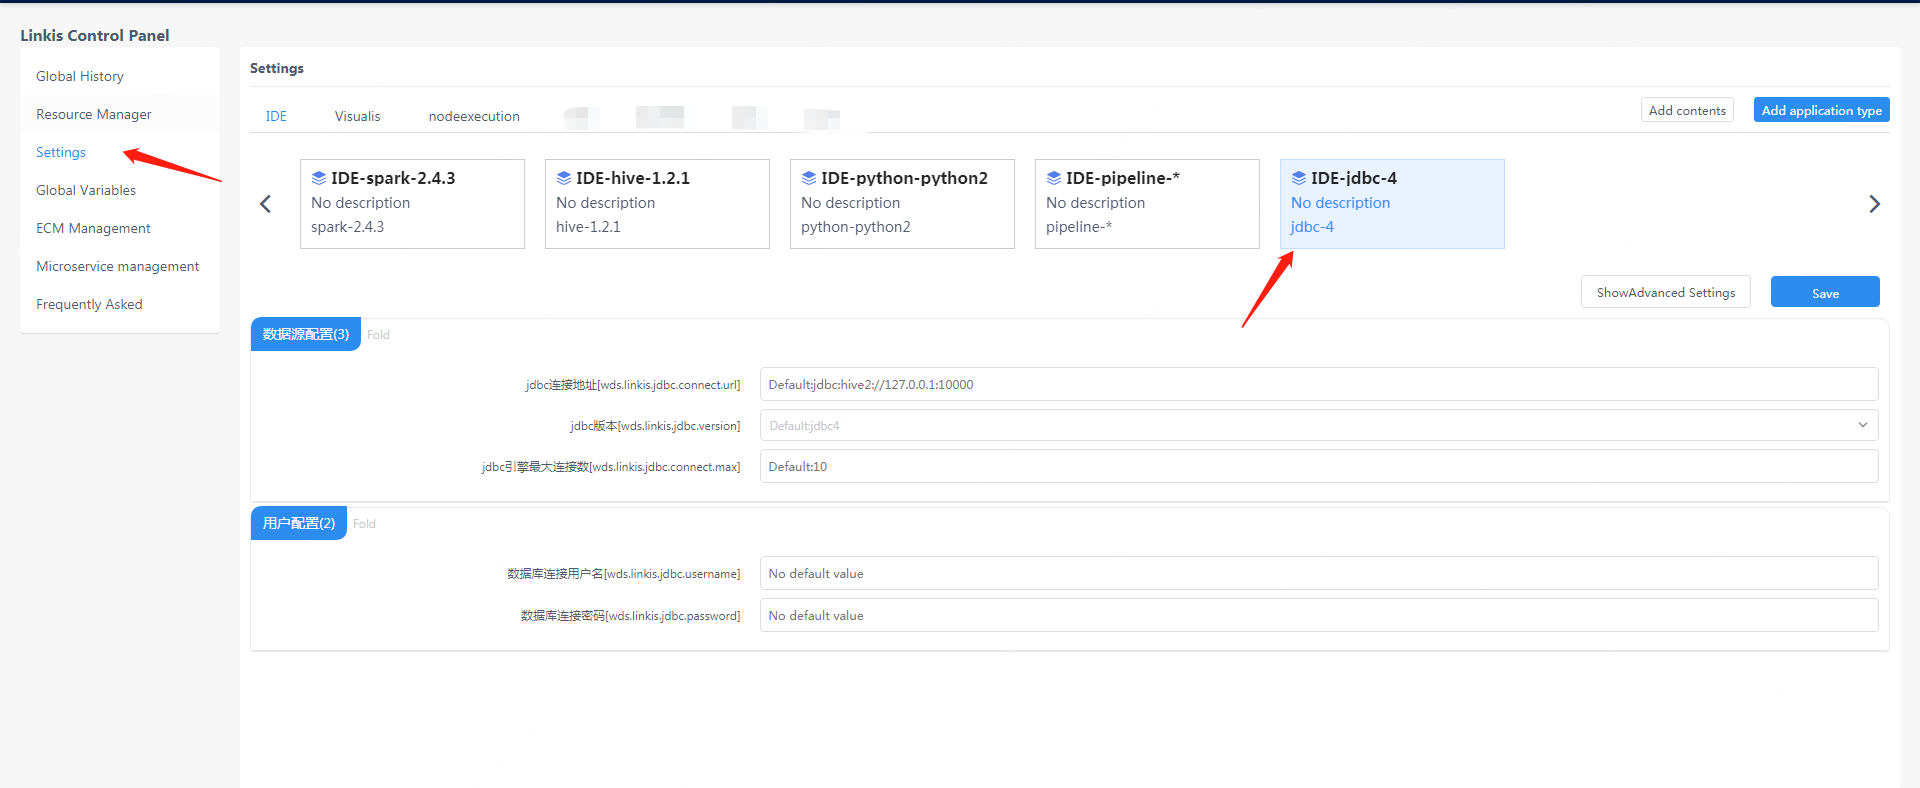 Linkis Control Panel
Global History
Resource Manager
Settings
Global Variables
ECM Management
Microservice management
Frequently Asked
Settings
IDE
Visualis
nodeexecution
Add contents
Add application type
IDE-spark-2.4.3
No description
spark-2.4.3
IDE-hive-1.2.1
No description
hive-1.2.1
IDE-python-python2
No description
python-python2
IDE-pipeline-*
No description
pipeline-*
IDE-jdbc-4
No description
jdbc-4
ShowAdvanced Settings
Save
数据源配置(3)
Fold
jdbc连接地址[wds.linkis.jdbc.connect.url]
Default:jdbc:hive2://127.0.0.1:10000
jdbc版本[wds.linkis.jdbc.version]
Default:jdbc4
jdbc引擎最大连接数[wds.linkis.jdbc.connect.max]
Default:10
用户配置(2)
Fold
数据库连接用户名[wds.linkis.jdbc.username]
No default value
数据库连接密码[wds.linkis.jdbc.password]
No default value